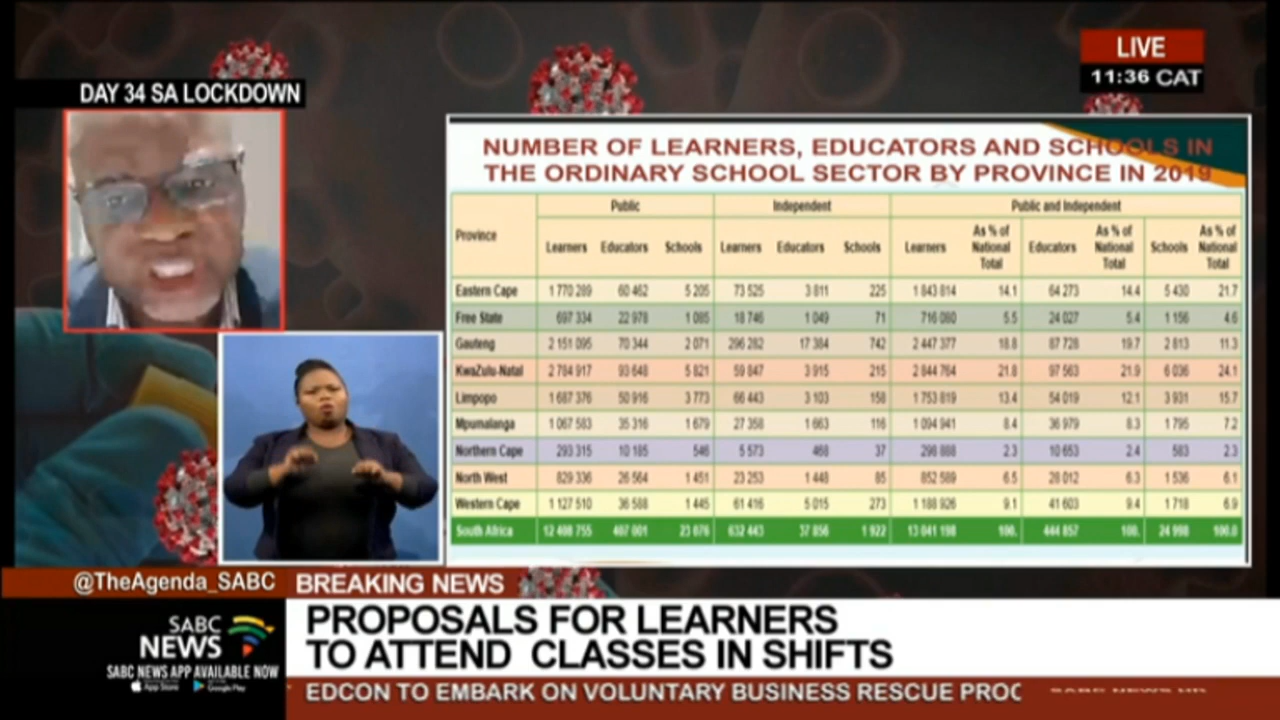 LIVE
11:36 CAT
DAY 34 SA LOCKDOWN
NUMBER OF LEARNERS, EDUCATORS AND SCHOOLS IN
THE ORDINARY SCHOOL SECTOR BY PROVINCE IN 2019
Public Independent Public and Independent
Province Learners Educators Schools Learners Educators Schools Learners As % of National Total Educators As % of National Total Schools As % of National Total
Eastern Cape 1 770 289 60 462 5 205 73 525 3 811 225 1 843 814 14.1 64 273 14.4 5 430 21.7
Free State 697 334 22 978 1 085 18 746 1 049 71 716 080 5.5 24 027 5.4 1 156 4.6
Gauteng 2 151 095 70 344 2 071 296 282 17 384 742 2 447 377 18.8 87 728 19.7 2 813 11.3
KwaZulu-Natal 2 784 917 93 648 5 821 59 847 3 915 215 2 844 764 21.8 97 563 21.9 6 036 24.1
Limpopo 1 687 376 50 916 3 773 66 443 3 103 158 1 753 819 13.4 54 019 12.1 3 931 15.7
Mpumalanga 1 067 583 35 316 1 679 27 358 1 663 116 1 094 941 8.4 36 979 8.3 1 795 7.2
Northern Cape 293 315 10 185 546 5 573 468 37 298 888 2.3 10 653 2.4 583 2.3
North West 829 336 26 564 1 451 23 253 1 448 85 852 589 6.5 28 012 6.3 1 536 6.1
Western Cape 1 127 510 36 588 1 445 61 416 5 015 273 1 188 926 9.1 41 603 9.4 1 718 6.9
South Africa 12 408 755 407 001 23 076 632 443 37 856 1 922 13 041 198 100. 444 857 100. 24 998 100.0
@TheAgenda_SABC BREAKING NEWS
SABC
NEWS
SABC NEWS APP AVAILABLE NOW
App Store Google Play
PROPOSALS FOR LEARNERS
TO ATTEND CLASSES IN SHIFTS
EDCON TO EMBARK ON VOLUNTARY BUSINESS RESCUE PROC